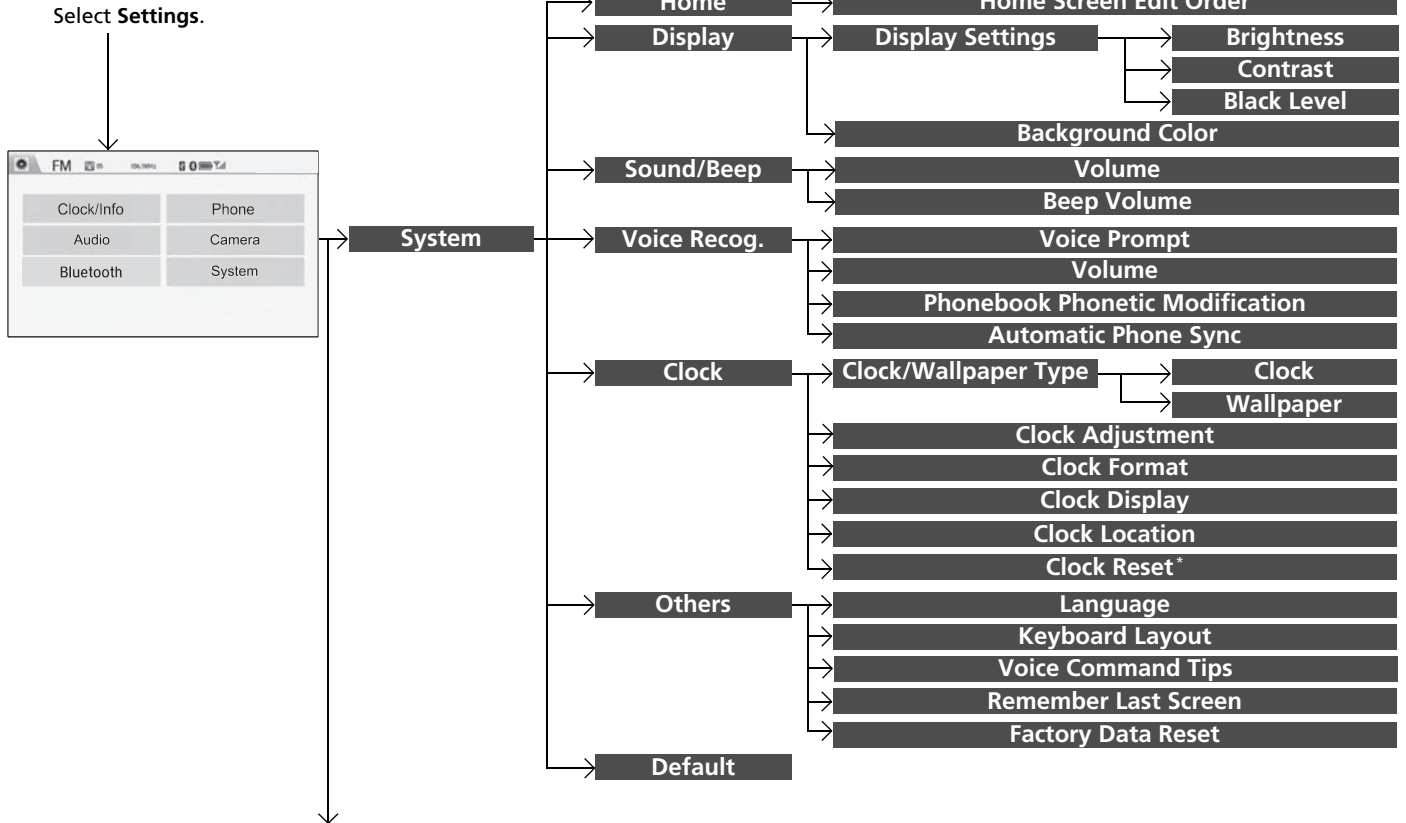 Select Settings.
FM
Clock/Info
Phone
Audio
Camera
Bluetooth
System
System
Home
Home Screen Edit Order
Display
Display Settings
Brightness
Contrast
Black Level
Background Color
Sound/Beep
Volume
Beep Volume
Voice Recog.
Voice Prompt
Volume
Phonebook Phonetic Modification
Automatic Phone Sync
Clock
Clock/Wallpaper Type
Clock
Wallpaper
Clock Adjustment
Clock Format
Clock Display
Clock Location
Clock Reset*
Others
Language
Keyboard Layout
Voice Command Tips
Remember Last Screen
Factory Data Reset
Default